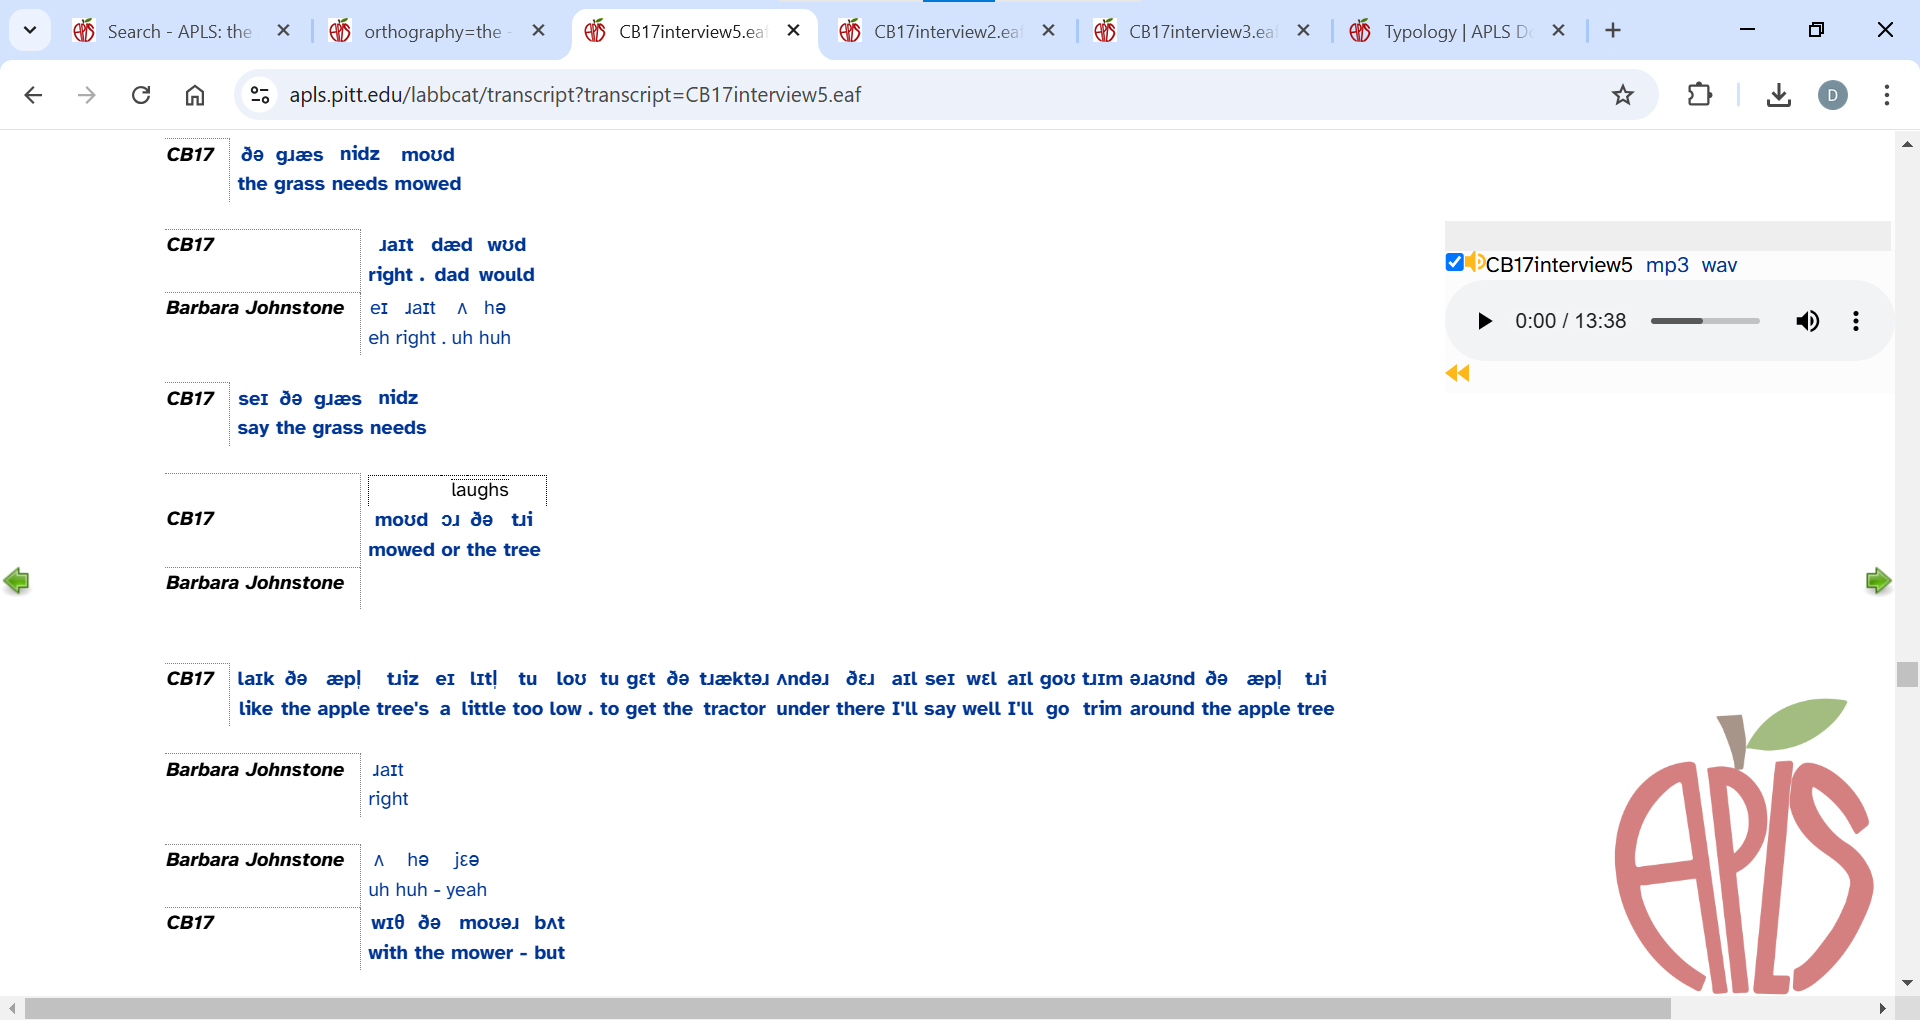 Search - APLS: the
orthography=the -
CB17interview5.eaf
CB17interview2.eaf
CB17interview3.eaf
Typology | APLS Do
apls.pitt.edu/labbcat/transcript?transcript=CB17interview5.eaf
D
CB17 ðə ɡɹæs nidz moʊd
the grass needs mowed
CB17 ɹaɪt dæd wʊd
right . dad would
Barbara Johnstone eɪ ɹaɪt ʌ hə
eh right . uh huh
CB17interview5 mp3 wav
0:00 / 13:38
CB17 seɪ ðə ɡɹæs nidz
say the grass needs
laughs
CB17 moʊd ɔɹ ðə tɹi
mowed or the tree
Barbara Johnstone
CB17 laɪk ðə æpl̩ tɹiz eɪ lɪtl̩ tu loʊ tu ɡɛt ðə tɹæktəɹ ʌndəɹ ðɛɹ aɪl seɪ wɛl aɪl ɡoʊ tɹɪm əɹaʊnd ðə æpl̩ tɹi
like the apple tree's a little too low . to get the tractor under there I'll say well I'll go trim around the apple tree
Barbara Johnstone ɹaɪt
right
Barbara Johnstone ʌ hə jɛə
uh huh - yeah
CB17 wɪθ ðə moʊəɹ bʌt
with the mower - but
APLS